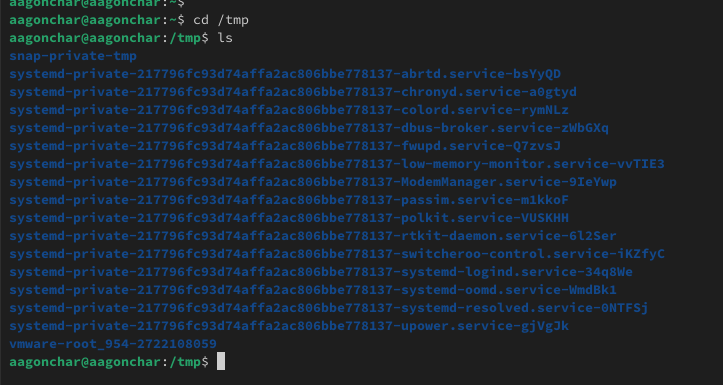 aagonchar@aagonchar:~$
aagonchar@aagonchar:~$ cd /tmp
aagonchar@aagonchar:/tmp$ ls
snap-private-tmp
systemd-private-217796fc93d74affa2ac806bbe778137-abrtd.service-bsYyQD
systemd-private-217796fc93d74affa2ac806bbe778137-chronyd.service-a0gtyd
systemd-private-217796fc93d74affa2ac806bbe778137-colord.service-rymNLz
systemd-private-217796fc93d74affa2ac806bbe778137-dbus-broker.service-zWbGXq
systemd-private-217796fc93d74affa2ac806bbe778137-fwupd.service-Q7zvsJ
systemd-private-217796fc93d74affa2ac806bbe778137-low-memory-monitor.service-vvTIE3
systemd-private-217796fc93d74affa2ac806bbe778137-ModemManager.service-9IeYwp
systemd-private-217796fc93d74affa2ac806bbe778137-passim.service-m1kkoF
systemd-private-217796fc93d74affa2ac806bbe778137-polkit.service-VUSKHH
systemd-private-217796fc93d74affa2ac806bbe778137-rtkit-daemon.service-6l2Ser
systemd-private-217796fc93d74affa2ac806bbe778137-switcheroo-control.service-iKZfyC
systemd-private-217796fc93d74affa2ac806bbe778137-systemd-logind.service-34q8We
systemd-private-217796fc93d74affa2ac806bbe778137-systemd-oomd.service-WmdBk1
systemd-private-217796fc93d74affa2ac806bbe778137-systemd-resolved.service-0NTFSj
systemd-private-217796fc93d74affa2ac806bbe778137-upower.service-gjVgJk
vmware-root_954-2722108059
aagonchar@aagonchar:/tmp$